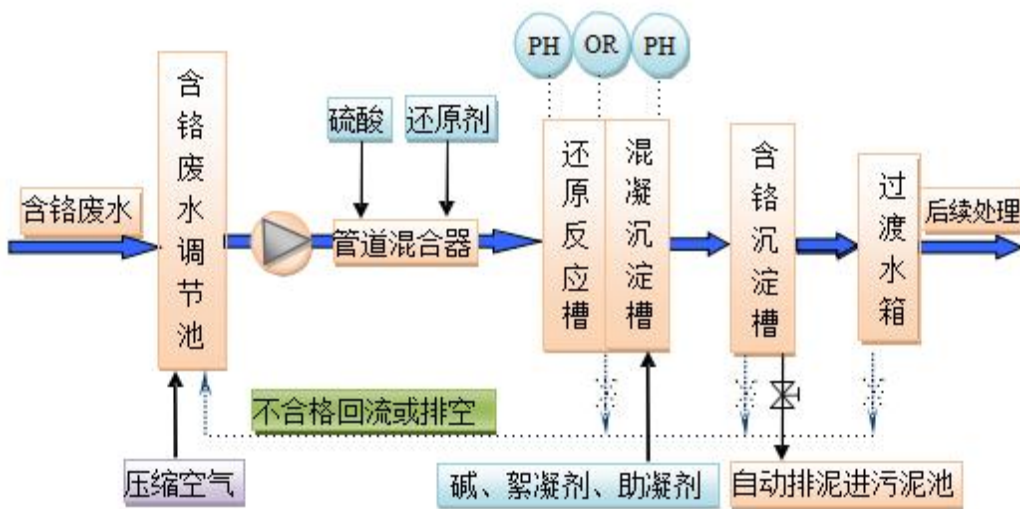 PH
OR
PH
含铬废水调节池
硫酸
还原剂
还原反应槽
混凝沉淀槽
含铬沉淀槽
过渡水箱
含铬废水
管道混合器
后续处理
不合格回流或排空
压缩空气
碱、絮凝剂、助凝剂
自动排泥进污泥池